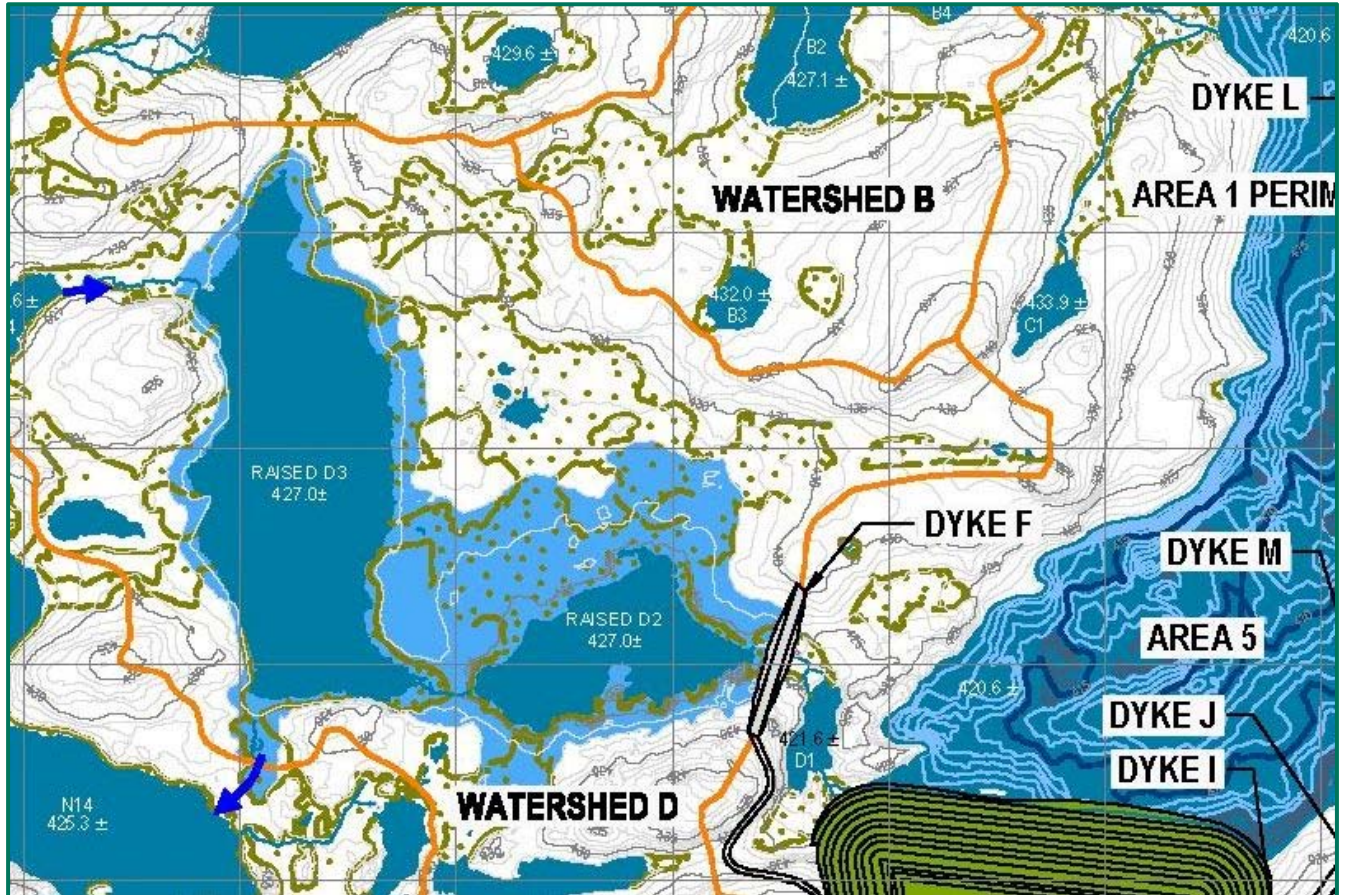 B4
420.6
429.6 ±
B2
427.1 ±
DYKE L
WATERSHED B
AREA 1 PERIM
432.0 ±
B3
433.9 ±
C1
RAISED D3
427.0±
DYKE F
DYKE M
RAISED D2
427.0±
AREA 5
420.6 ±
DYKE J
421.6 ±
D1
DYKE I
N14
425.3 ±
WATERSHED D